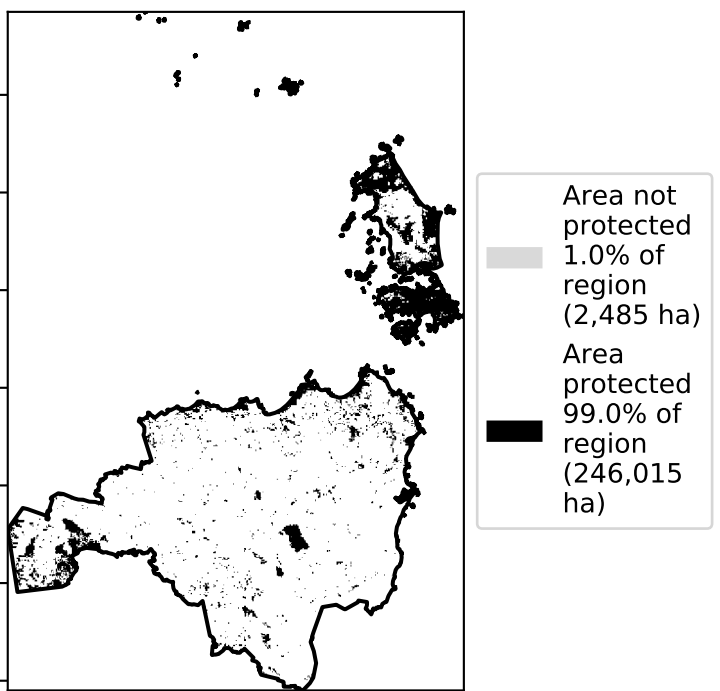 Area not
protected
1.0% of
region
(2,485 ha)
Area
protected
99.0% of
region
(246,015
ha)